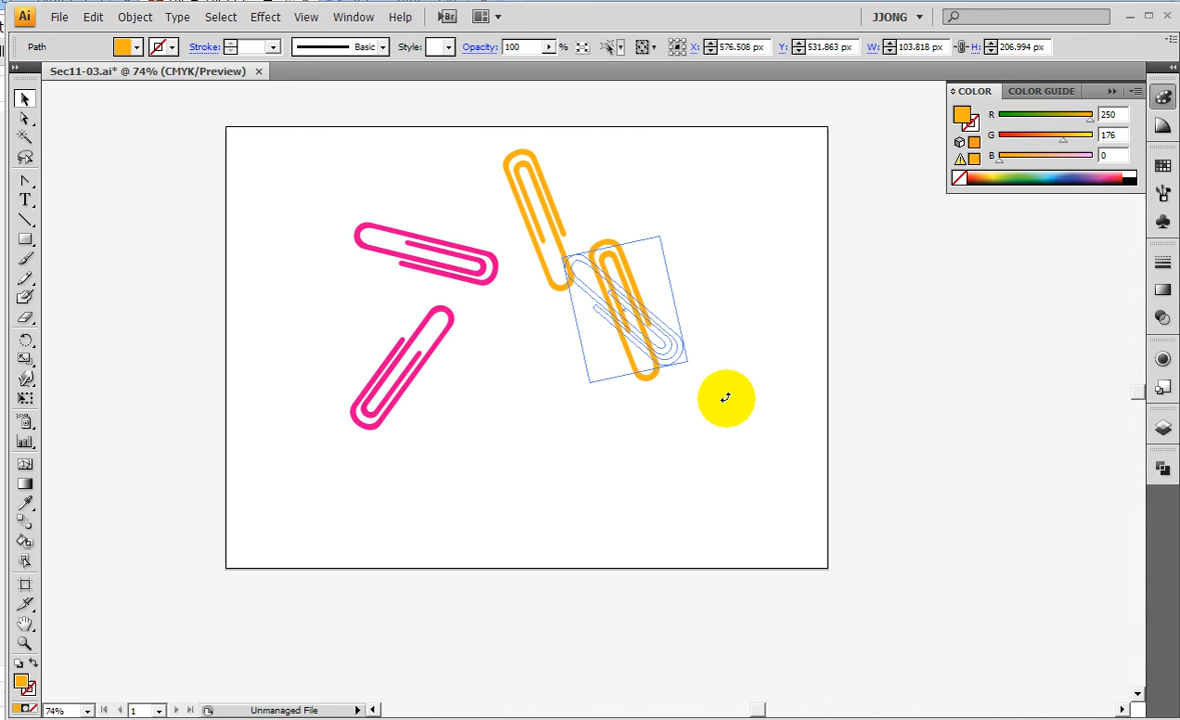 Ai File Edit Object Type Select Effect View Window Help Br JJONG
Path Stroke: Basic Style: Opacity: 100 % X: 576.508 px Y: 531.863 px W: 103.818 px H: 206.994 px
Sec11-03.ai* @ 74% (CMYK/Preview)
COLOR COLOR GUIDE
R 250
G 176
B 0
T
74% 1 Unmanaged File